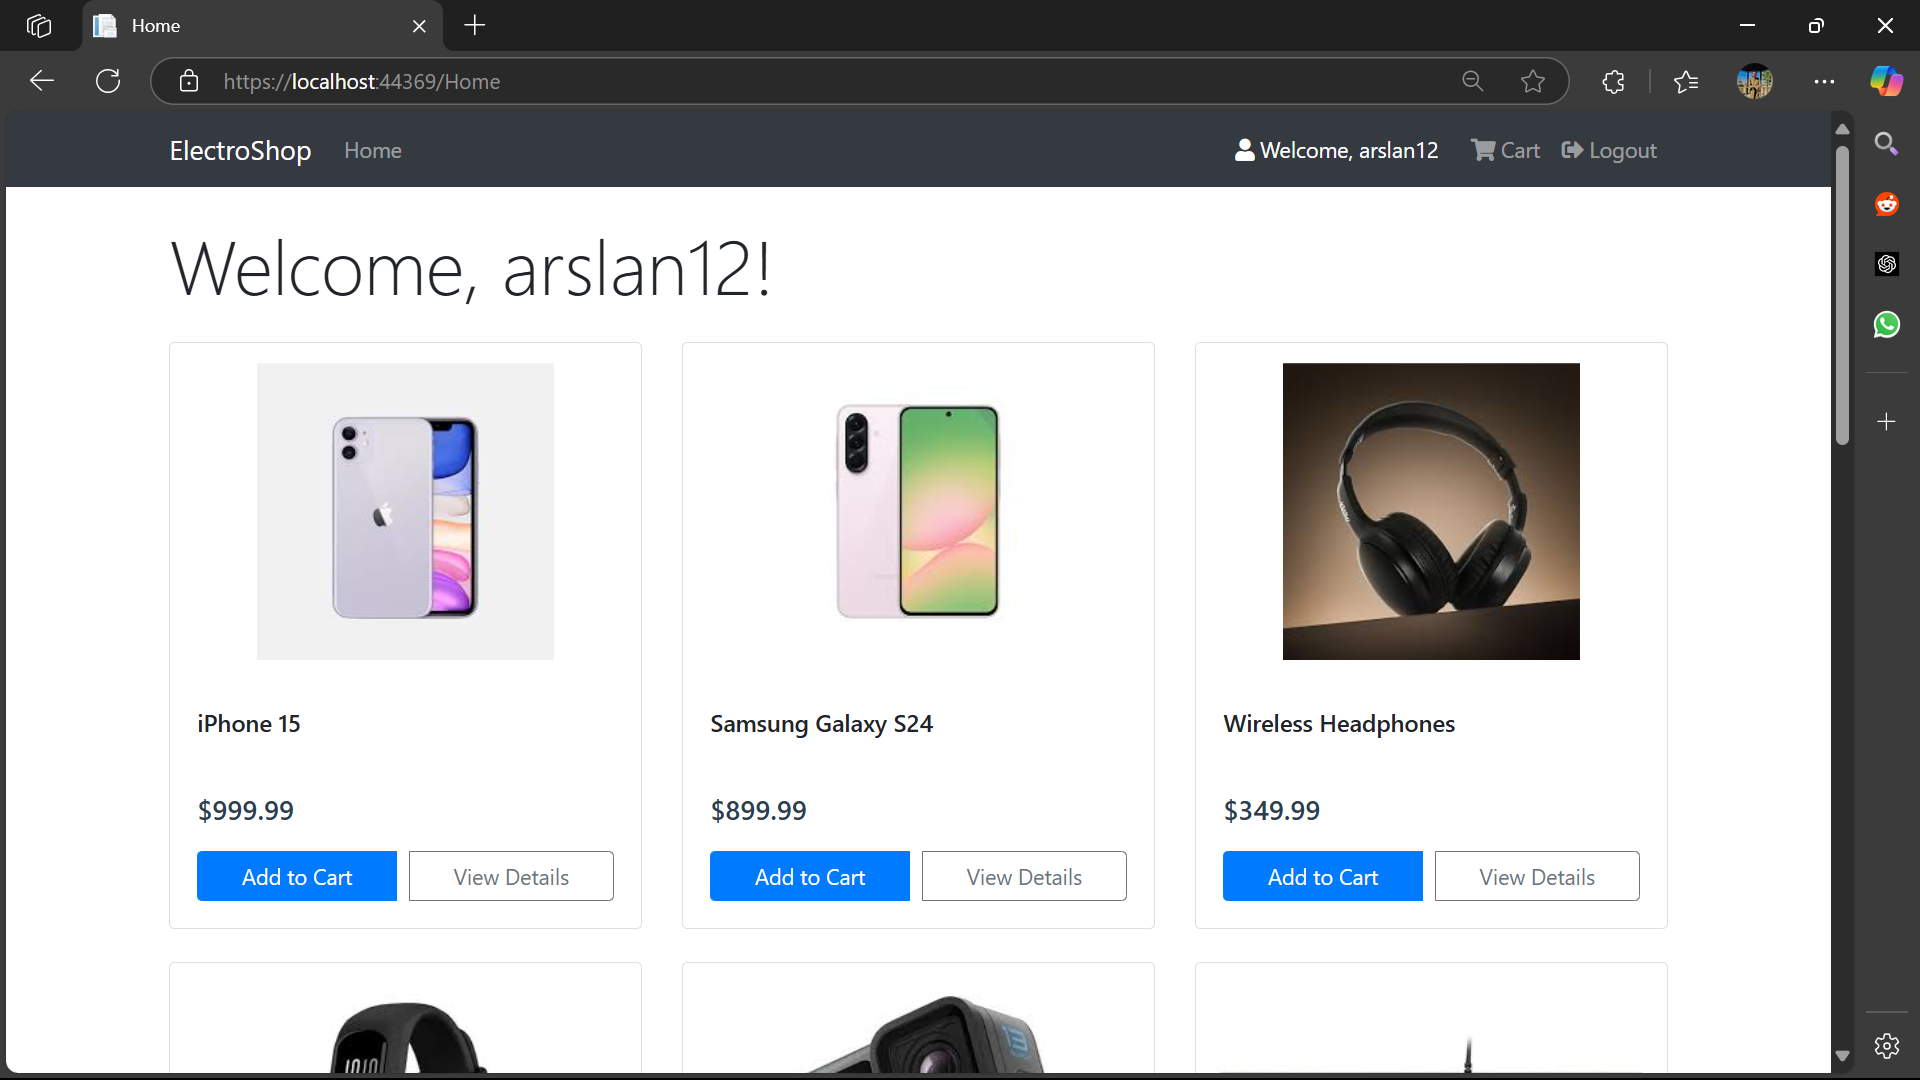 Home
https://localhost:44369/Home
ElectroShop Home Welcome, arslan12 Cart Logout
Welcome, arslan12!
iPhone 15 Samsung Galaxy S24 Wireless Headphones
$999.99 $899.99 $349.99
Add to Cart View Details Add to Cart View Details Add to Cart View Details
13